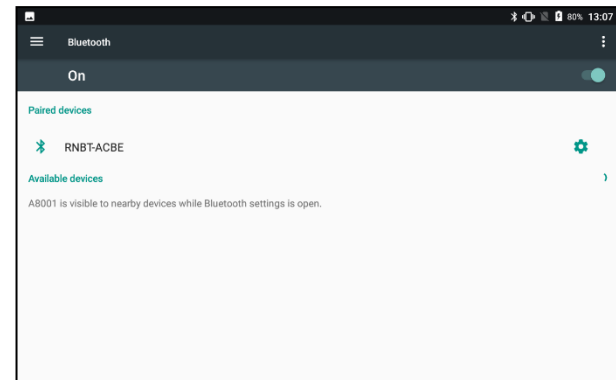 80% 13:07
Bluetooth
On
Paired devices
RNBT-ACBE
Available devices
A8001 is visible to nearby devices while Bluetooth settings is open.